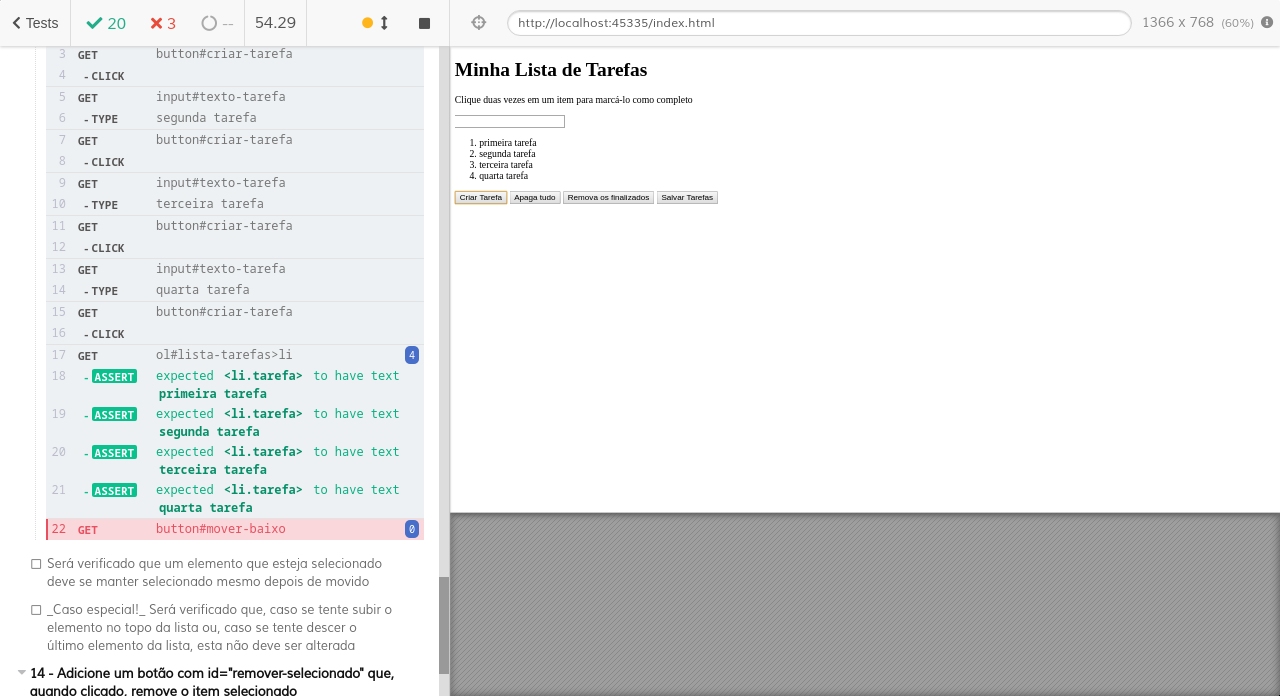 Tests 20 3 -- 54.29 http://localhost:45335/index.html 1366 x 768 (60%)
3 GET button#criar-tarefa
4 - CLICK
5 GET input#texto-tarefa
6 - TYPE segunda tarefa
7 GET button#criar-tarefa
8 - CLICK
9 GET input#texto-tarefa
10 - TYPE terceira tarefa
11 GET button#criar-tarefa
12 - CLICK
13 GET input#texto-tarefa
14 - TYPE quarta tarefa
15 GET button#criar-tarefa
16 - CLICK
17 GET ol#lista-tarefas>li 4
18 - ASSERT expected <li.tarefa> to have text
primeira tarefa
19 - ASSERT expected <li.tarefa> to have text
segunda tarefa
20 - ASSERT expected <li.tarefa> to have text
terceira tarefa
21 - ASSERT expected <li.tarefa> to have text
quarta tarefa
22 GET button#mover-baixo 0
Será verificado que um elemento que esteja selecionado
deve se manter selecionado mesmo depois de movido
_Caso especial!_ Será verificado que, caso se tente subir o
elemento no topo da lista ou, caso se tente descer o
último elemento da lista, esta não deve ser alterada
14 - Adicione um botão com id="remover-selecionado" que,
quando clicado, remove o item selecionado
Minha Lista de Tarefas
Clique duas vezes em um item para marcá-lo como completo
1. primeira tarefa
2. segunda tarefa
3. terceira tarefa
4. quarta tarefa
Criar Tarefa Apaga tudo Remova os finalizados Salvar Tarefas